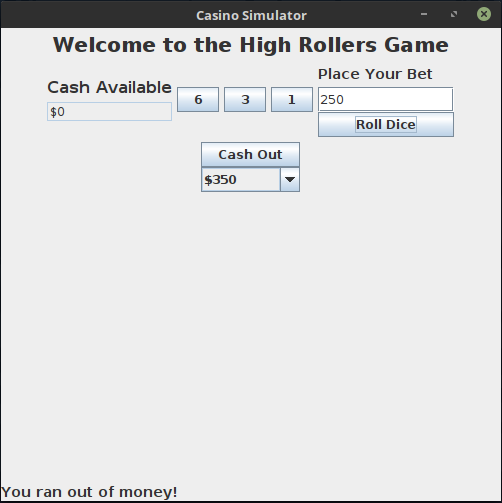 Casino Simulator
Welcome to the High Rollers Game
Cash Available
$0
6 3 1
Place Your Bet
250
Roll Dice
Cash Out
$350
You ran out of money!